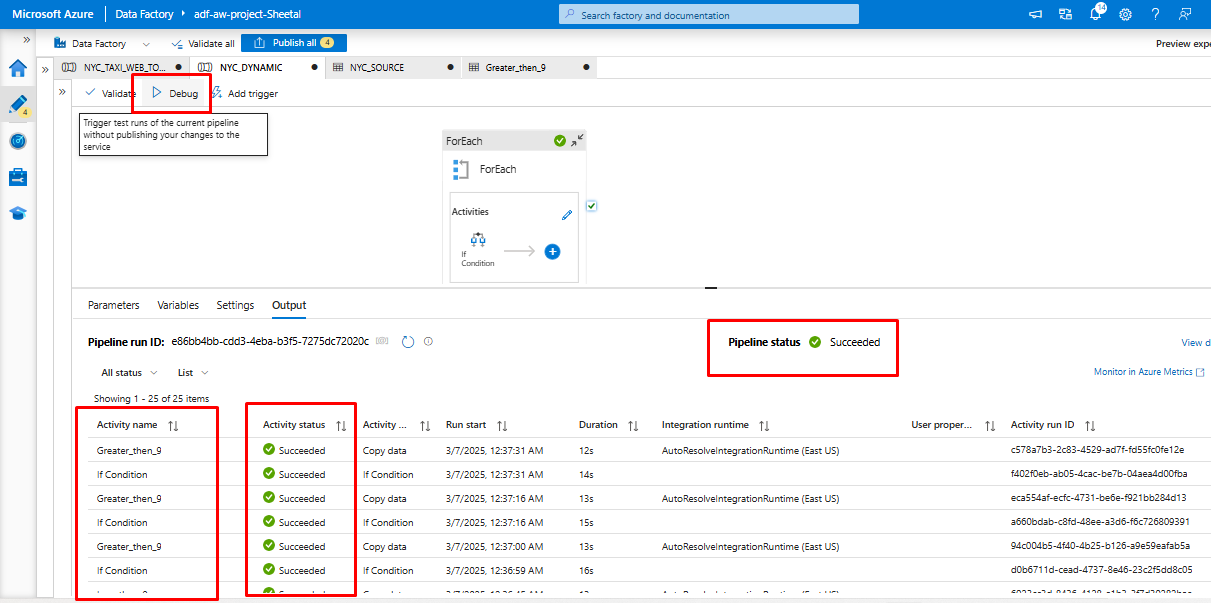 Microsoft Azure
Data Factory
adf-aw-project-Sheetal
Search factory and documentation
14
Data Factory
Validate all
Publish all
4
Preview expe
NYC_TAXI_WEB_TO...
NYC_DYNAMIC
NYC_SOURCE
Greater_then_9
4
Validate
Debug
Add trigger
Trigger test runs of the current pipeline
without publishing your changes to the
service
ForEach
ForEach
Activities
If
Condition
Parameters
Variables
Settings
Output
Pipeline run ID: e86bb4bb-cdd3-4eba-b3f5-7275dc72020c
Pipeline status
Succeeded
View d
All status
List
Monitor in Azure Metrics
Showing 1 - 25 of 25 items
Activity name Activity status Activity ... Run start Duration Integration runtime User proper... Activity run ID
Greater_then_9 Succeeded Copy data 3/7/2025, 12:37:31 AM 12s AutoResolveIntegrationRuntime (East US) c578a7b3-2c83-4529-ad7f-fd55fc0fe12e
If Condition Succeeded If Condition 3/7/2025, 12:37:31 AM 14s f402f0eb-ab05-4cac-be7b-04aea4d00fba
Greater_then_9 Succeeded Copy data 3/7/2025, 12:37:16 AM 13s AutoResolveIntegrationRuntime (East US) eca554af-ecfc-4731-be6e-f921bb284d13
If Condition Succeeded If Condition 3/7/2025, 12:37:16 AM 15s a660bdab-c8fd-48ee-a3d6-f6c726809391
Greater_then_9 Succeeded Copy data 3/7/2025, 12:37:00 AM 13s AutoResolveIntegrationRuntime (East US) 94c004b5-4f40-4b25-b126-a9e59eafab5a
If Condition Succeeded If Condition 3/7/2025, 12:36:59 AM 16s d0b6711d-cead-4737-8e46-23c2f5dd8c05